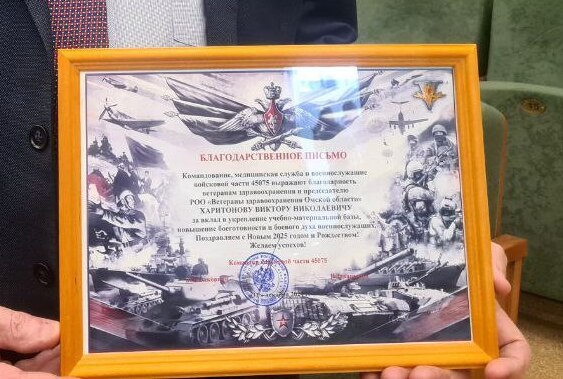 БЛАГОДАРСТВЕННОЕ ПИСЬМО
Командование, медицинская служба и военнослужащие
войсковой части 45075 выражают благодарность
ветеранам здравоохранения и председателю
РОО «Ветераны здравоохранения Омской области»
ХАРИТОНОВУ ВИКТОРУ НИКОЛАЕВИЧУ
за вклад в укрепление учебно-материальной базы,
повышение боеготовности и боевого духа военнослужащих.
Поздравляем с Новым 2025 годом и Рождеством!
Желаем успехов!
Командир войсковой части 45075